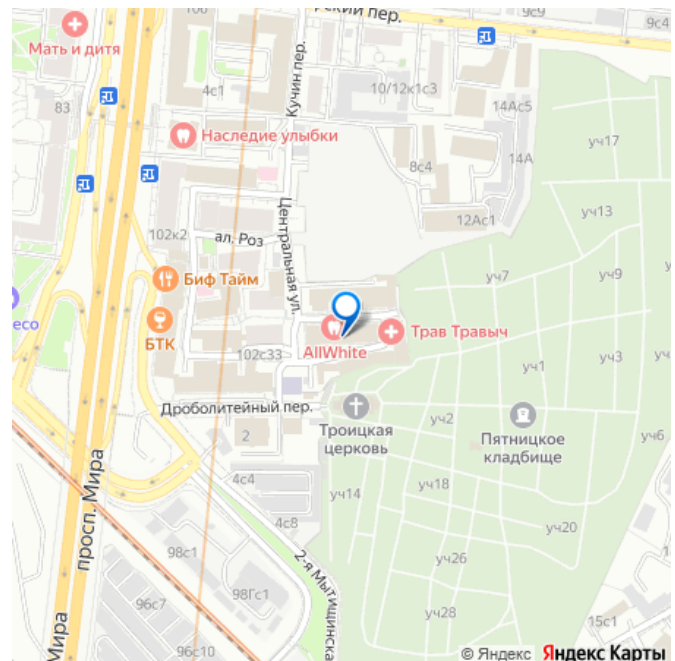 рский пер.
9с9
9с4
Мать и дитя
4с1
Кучин пер.
10/12к1с3
83
14Ас5
Наследие улыбки
уч17
14А
8с4
12Ас1
уч13
Центральная ул.
102к2
ал. Роз
уч7
уч9
Биф Тайм
есо
БТК
AllWhite
Трав Травыч
102с33
уч1
уч3
Дроболитейный пер.
уч2
2
Троицкая
церковь
Пятницкое
кладбище
уч6
4с4
уч14
уч18
просп. Мира
4с8
уч20
98с1
2-я Мытищинская
уч26
96с7
98Гс1
уч28
15с1
Мира
96с10
© Яндекс Яндекс Карты